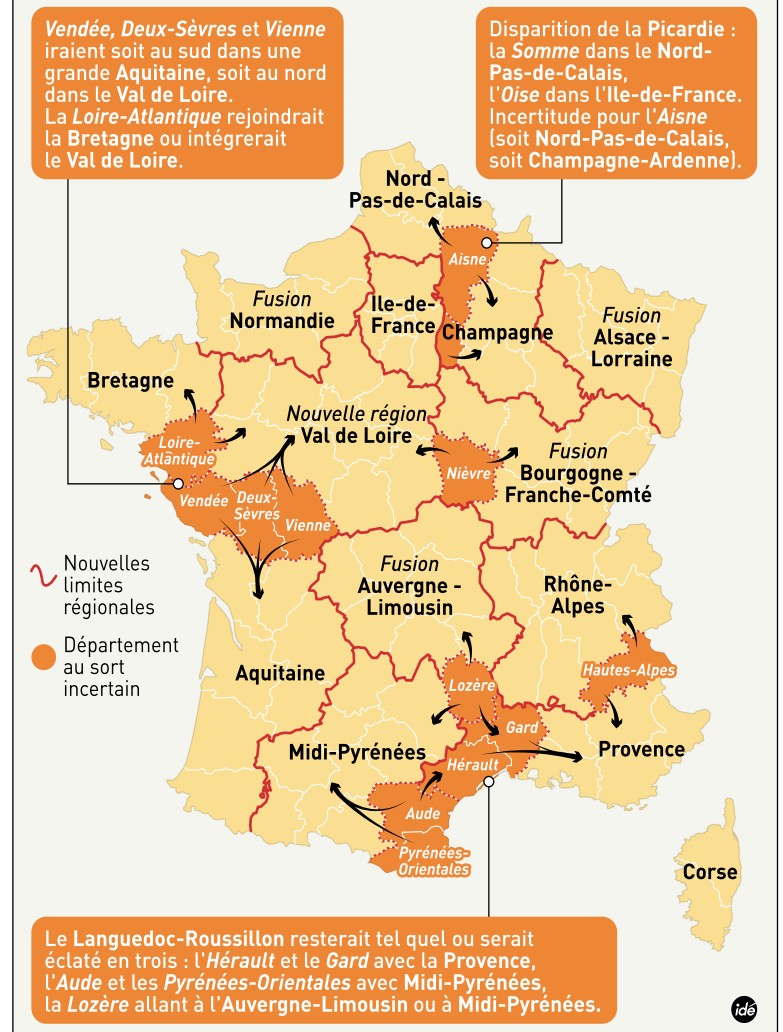 Vendée, Deux-Sèvres et Vienne
iraient soit au sud dans une
grande Aquitaine, soit au nord
dans le Val de Loire.
La Loire-Atlantique rejoindrait
la Bretagne ou intégrerait
le Val de Loire.
Disparition de la Picardie :
la Somme dans le Nord-
Pas-de-Calais,
l'Oise dans l'Ile-de-France.
Incertitude pour l'Aisne
(soit Nord-Pas-de-Calais,
soit Champagne-Ardenne).
Nord -
Pas-de-Calais
Aisne
Fusion
Normandie
Ile-de-
France
Champagne
Fusion
Alsace -
Lorraine
Bretagne
Loire-
Atlantique
Nouvelle région
Val de Loire
Nièvre
Fusion
Bourgogne -
Franche-Comté
Vendée
Deux-
Sèvres
Vienne
Nouvelles
limites
régionales
Département
au sort
incertain
Fusion
Auvergne -
Limousin
Rhône-
Alpes
Aquitaine
Lozère
Hautes-Alpes
Gard
Midi-Pyrénées
Hérault
Provence
Aude
Pyrénées-
Orientales
Corse
Le Languedoc-Roussillon resterait tel quel ou serait
éclaté en trois : l'Hérault et le Gard avec la Provence,
l'Aude et les Pyrénées-Orientales avec Midi-Pyrénées,
la Lozère allant à l'Auvergne-Limousin ou à Midi-Pyrénées.
idé